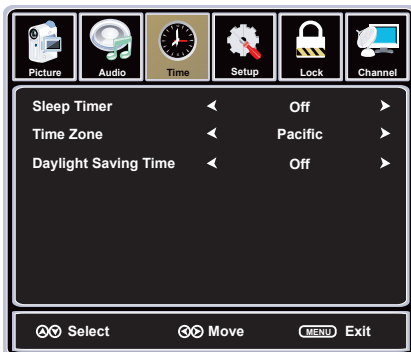 Picture Audio Time Setup Lock Channel
Sleep Timer Off
Time Zone Pacific
Daylight Saving Time Off
Select Move MENU Exit